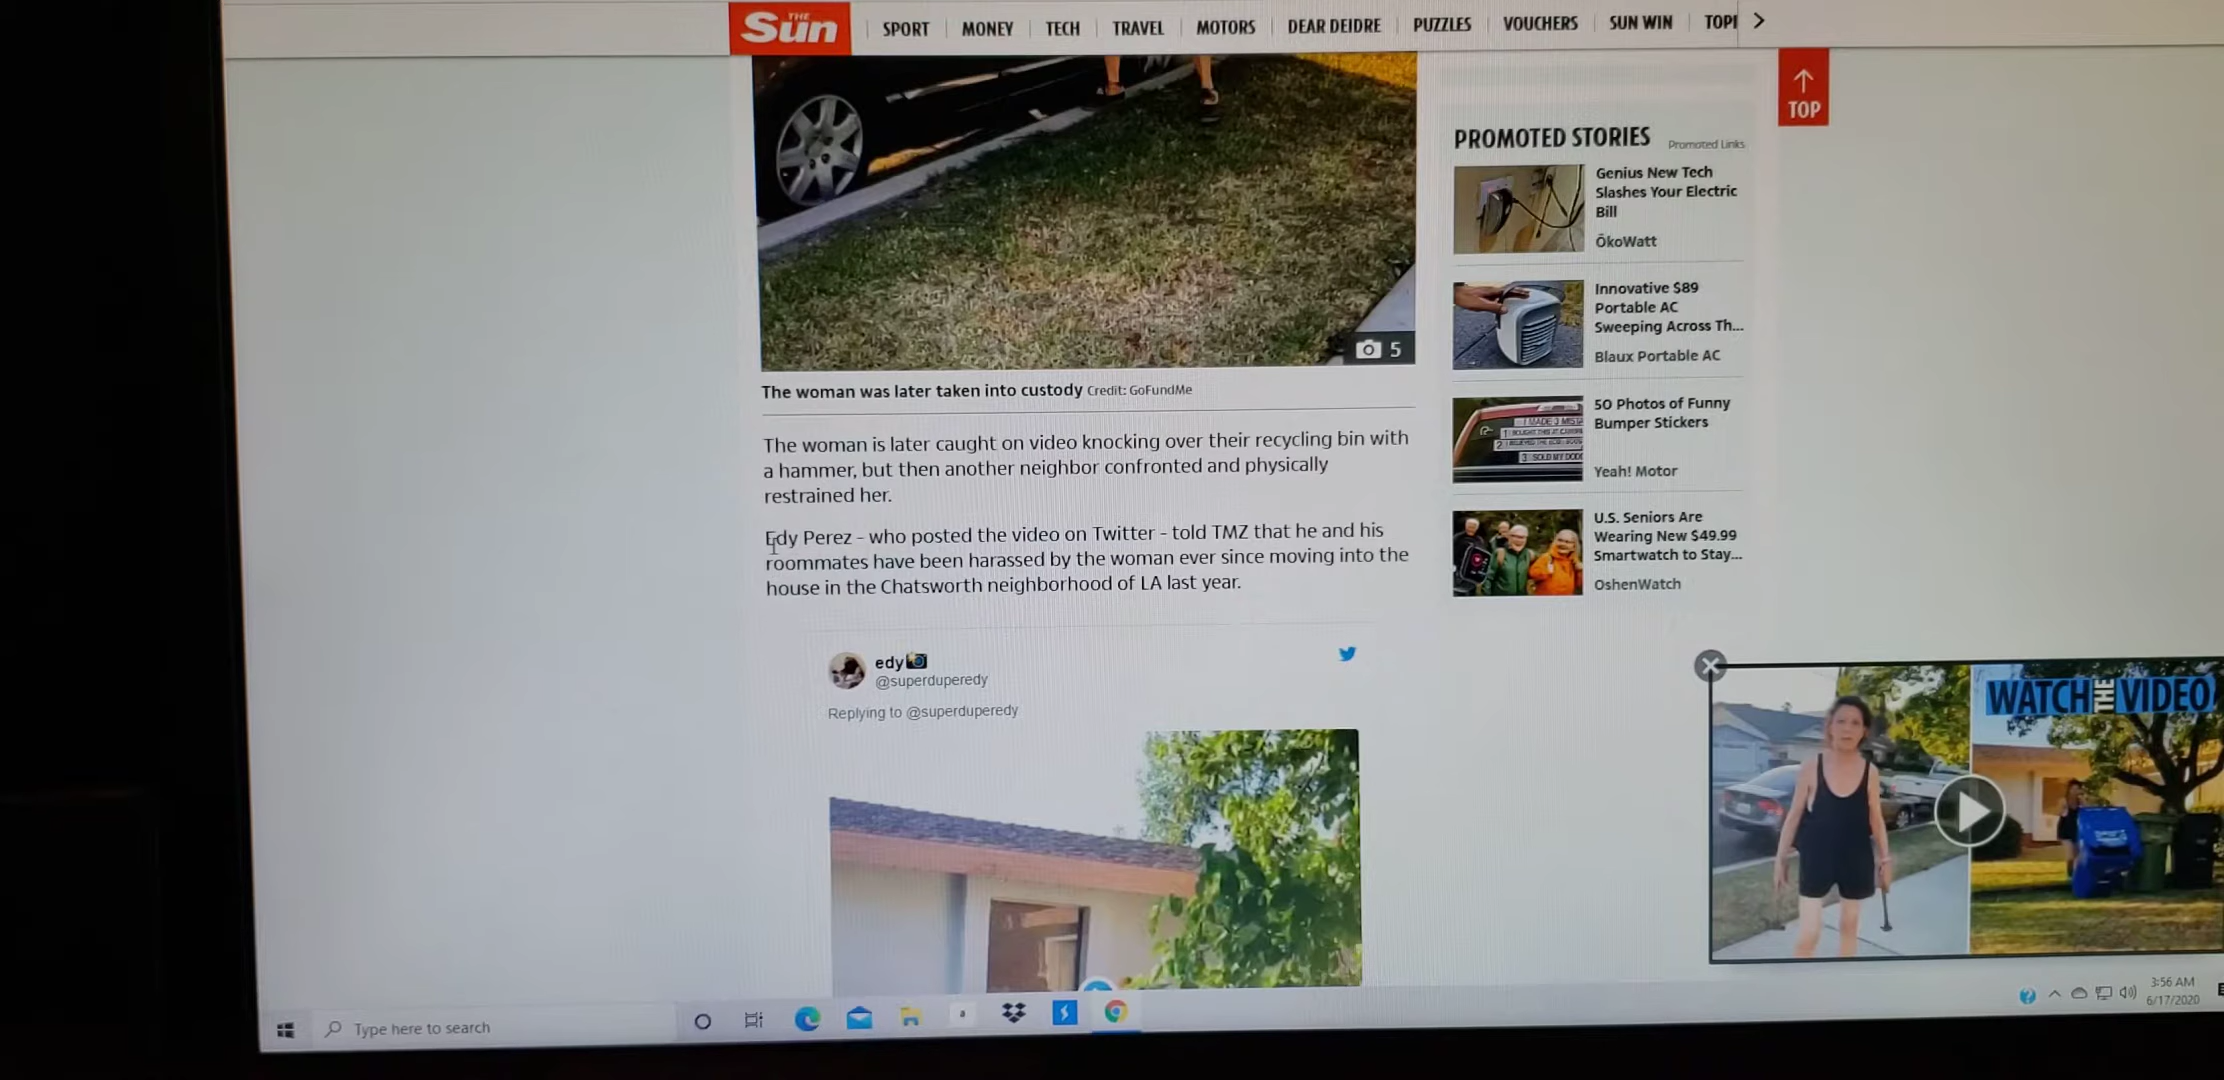 THE Sun
SPORT
MONEY
TECH
TRAVEL
MOTORS
DEAR DEIDRE
PUZZLES
VOUCHERS
SUN WIN
TOPI
TOP
5
The woman was later taken into custody Credit: GoFundMe
The woman is later caught on video knocking over their recycling bin with
a hammer, but then another neighbor confronted and physically
restrained her.
Edy Perez - who posted the video on Twitter - told TMZ that he and his
roommates have been harassed by the woman ever since moving into the
house in the Chatsworth neighborhood of LA last year.
edy
@superduperedy
Replying to @superduperedy
PROMOTED STORIES Promoted Links
Genius New Tech
Slashes Your Electric
Bill
ŌkoWatt
Innovative $89
Portable AC
Sweeping Across Th...
Blaux Portable AC
I MADE 3 MISTA
50 Photos of Funny
Bumper Stickers
Yeah! Motor
U.S. Seniors Are
Wearing New $49.99
Smartwatch to Stay...
OshenWatch
WATCH THE VIDEO
Type here to search
a
3:56 AM
6/17/2020